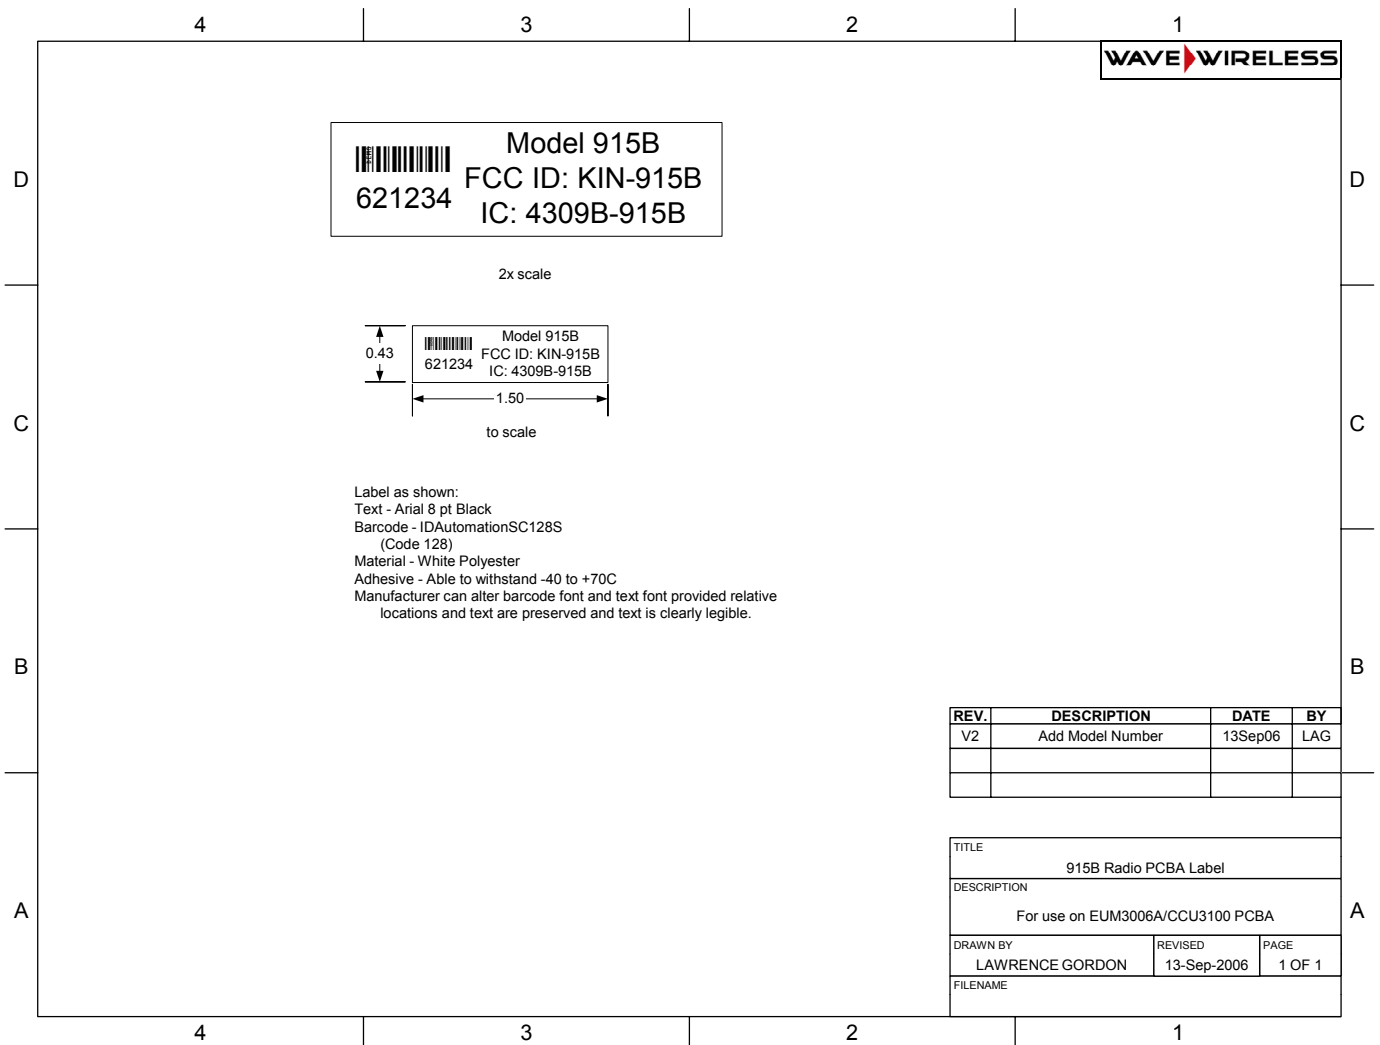 4 3 2 1
WAVE WIRELESS
D D
Model 915B
FCC ID: KIN-915B
621234
IC: 4309B-915B
2x scale
Model 915B
0.43
FCC ID: KIN-915B
621234
IC: 4309B-915B
1.50
C C
to scale
Label as shown:
Text - Arial 8 pt Black
Barcode - IDAutomationSC128S
(Code 128)
Material - White Polyester
Adhesive - Able to withstand -40 to +70C
Manufacturer can alter barcode font and text font provided relative
locations and text are preserved and text is clearly legible.
B B
REV. DESCRIPTION DATE BY
V2 Add Model Number 13Sep06 LAG
TITLE
915B Radio PCBA Label
DESCRIPTION
For use on EUM3006A/CCU3100 PCBA
A A
DRAWN BY REVISED PAGE
LAWRENCE GORDON 13-Sep-2006 1 OF 1
FILENAME
4 3 2 1